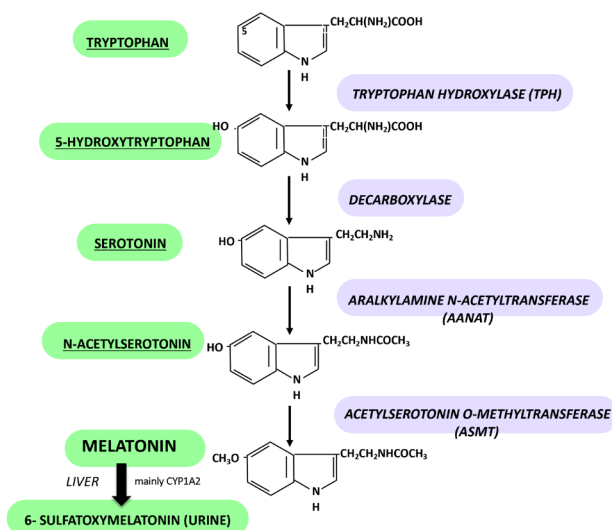 CH₂CH(NH₂)COOH
5
TRYPTOPHAN
N
H
TRYPTOPHAN HYDROXYLASE (TPH)
HO
CH₂CH(NH₂)COOH
5-HYDROXYTRYPTOPHAN
N
H
DECARBOXYLASE
CH₂CH₂NH₂
SEROTONIN
HO
N
H
ARALKYLAMINE N-ACETYLTRANSFERASE
(AANAT)
N-ACETYLSEROTONIN
HO
CH₂CH₂NHCOCH₃
N
H
ACETYLSEROTONIN O-METHYLTRANSFERASE
(ASMT)
MELATONIN
CH₃O
CH₂CH₂NHCOCH₃
LIVER
mainly CYP1A2
N
H
6- SULFATOXYMELATONIN (URINE)